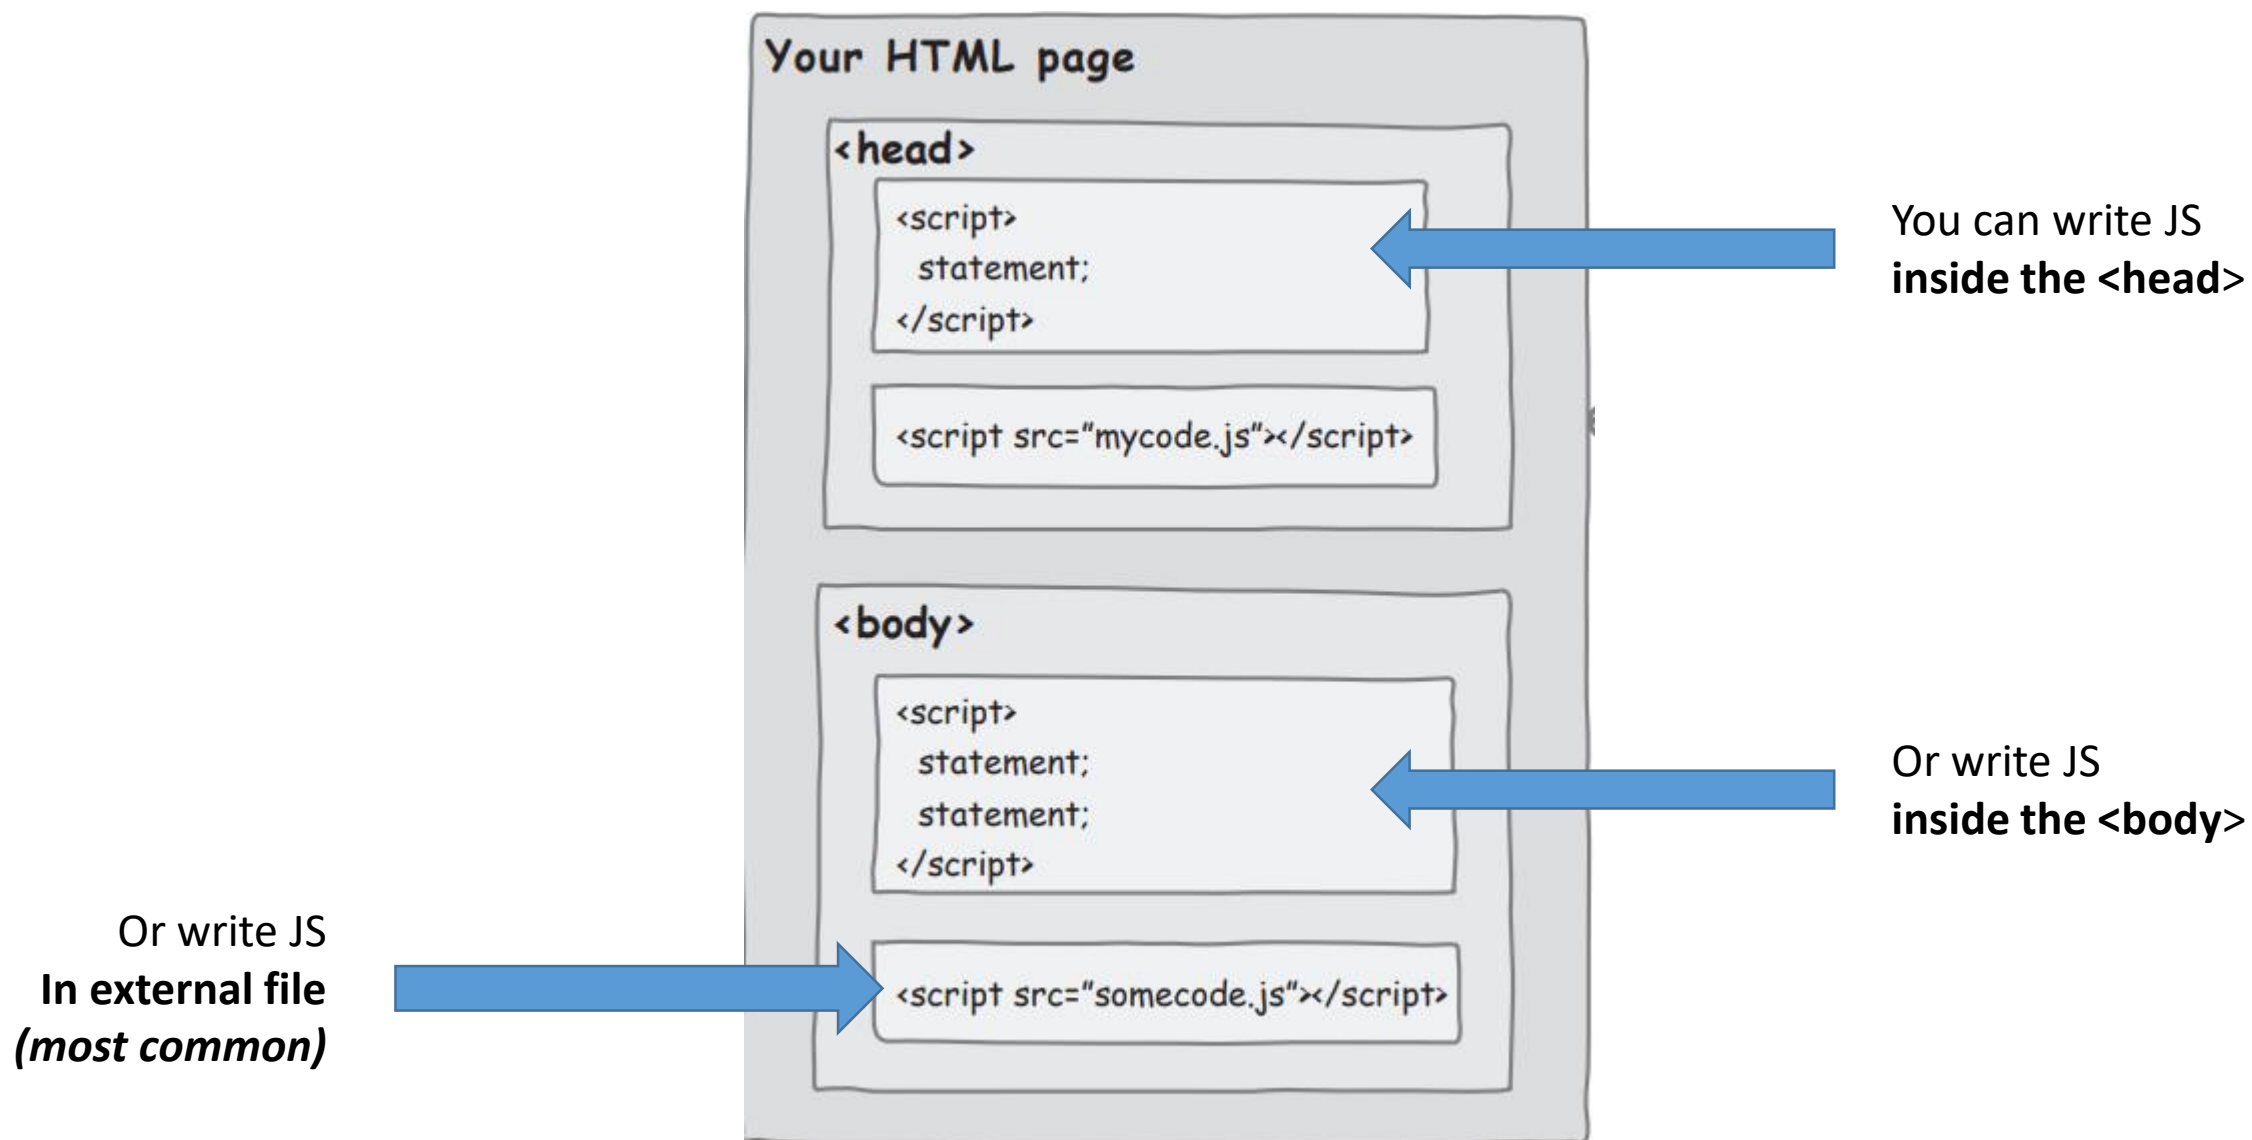 Your HTML page
<head>
<script>
statement;
</script>
<script src="mycode.js"></script>
You can write JS
inside the <head>
<body>
<script>
statement;
statement;
</script>
Or write JS
inside the <body>
Or write JS
In external file
(most common)
<script src="somecode.js"></script>